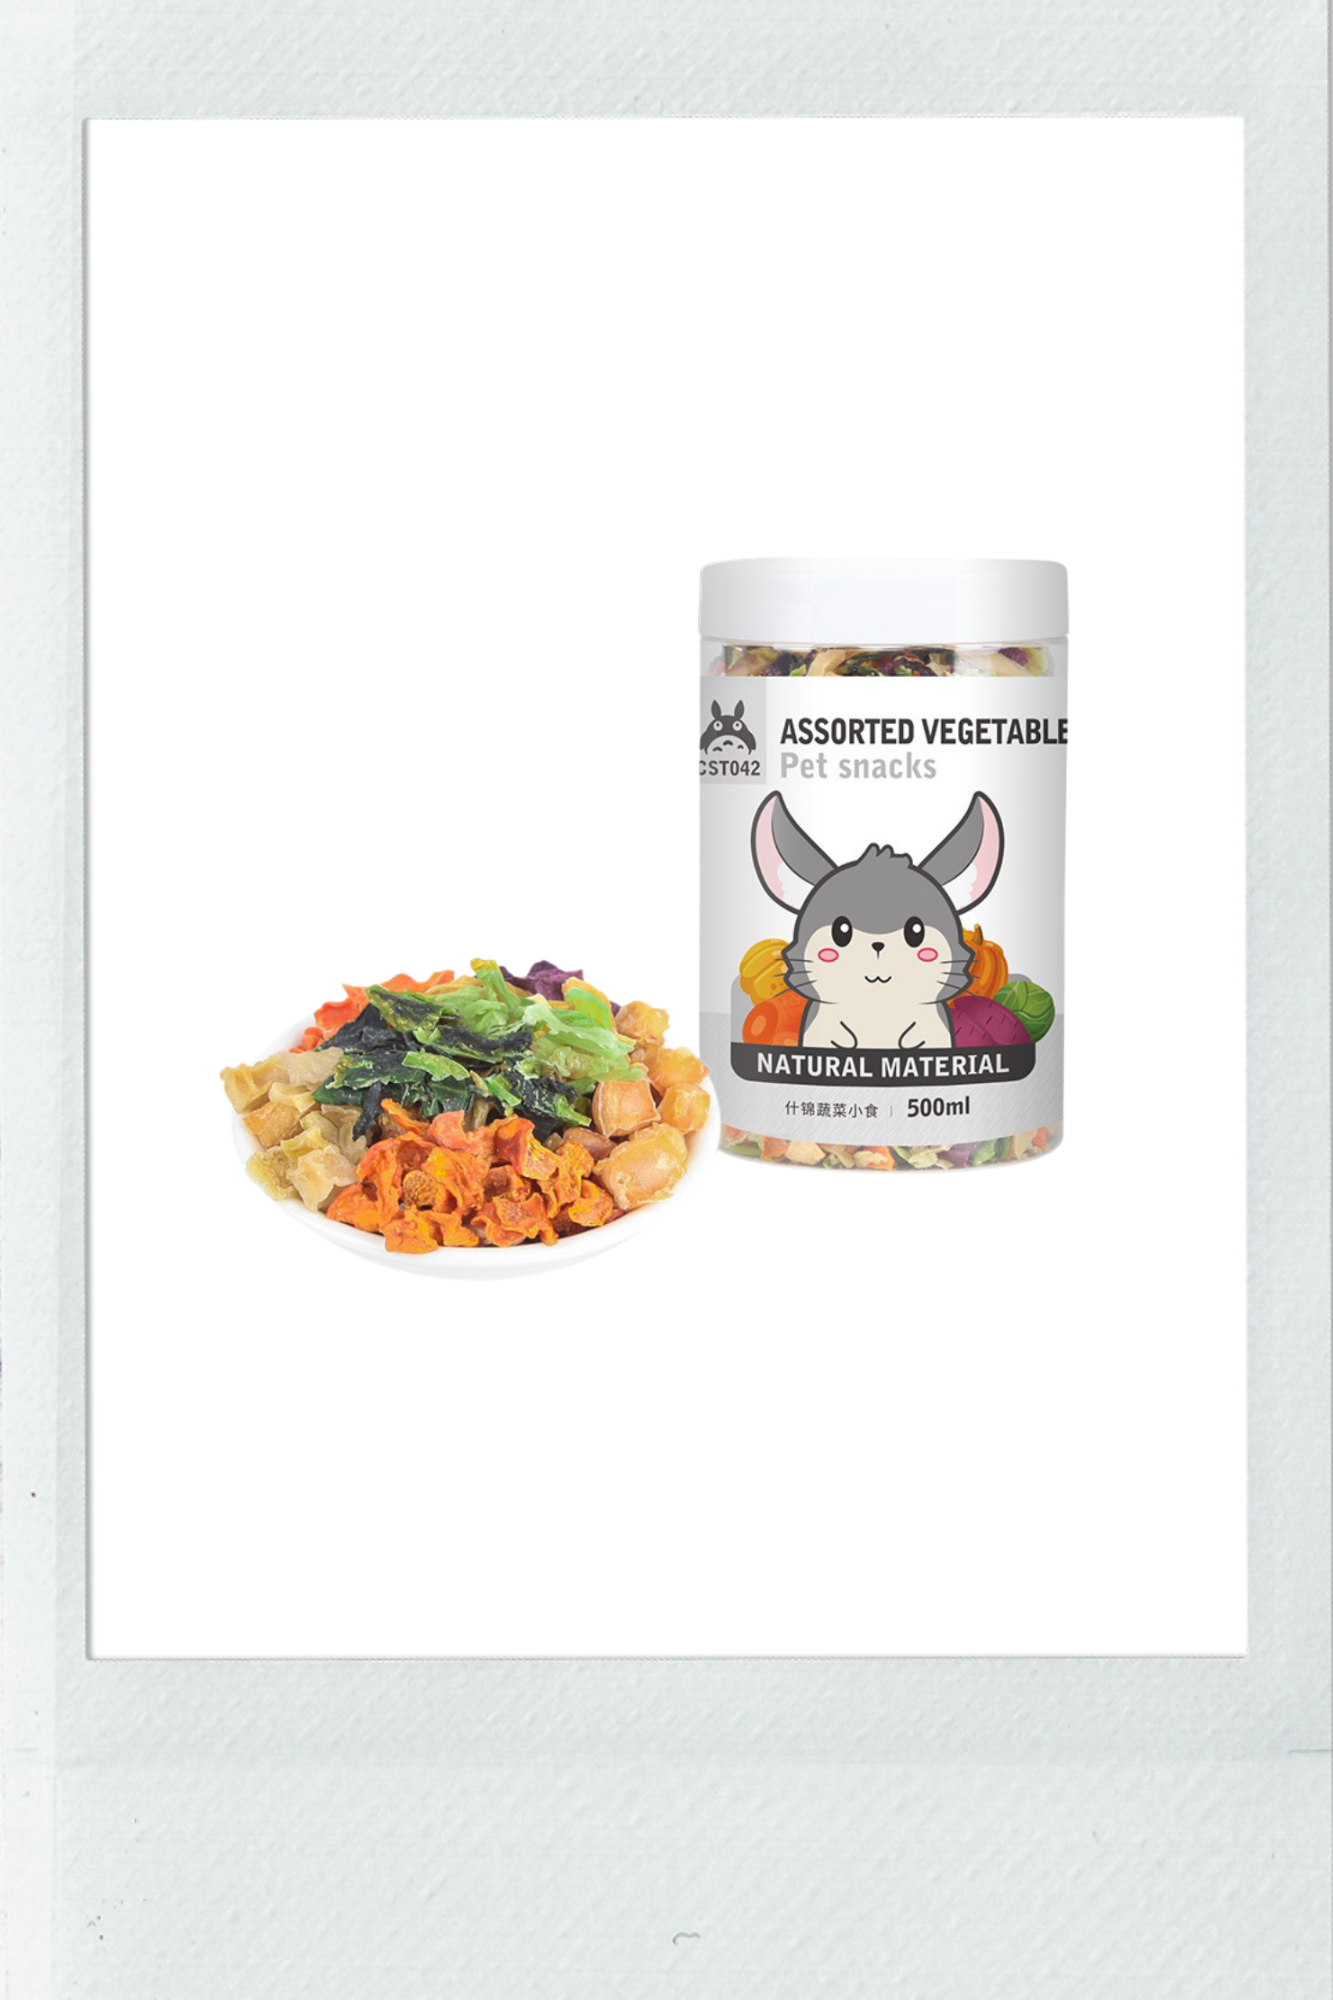 ASSORTED VEGETABLE
Pet snacks
CST042
NATURAL MATERIAL
什锦蔬菜小食 | 500ml